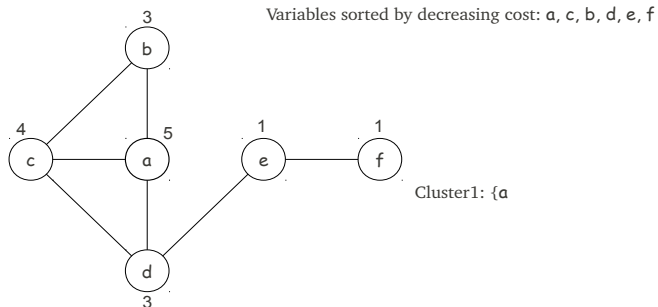 Variables sorted by decreasing cost: a, c, b, d, e, f
3
b
4
5
1
1
c
a
e
f
Cluster1: {a
d
3